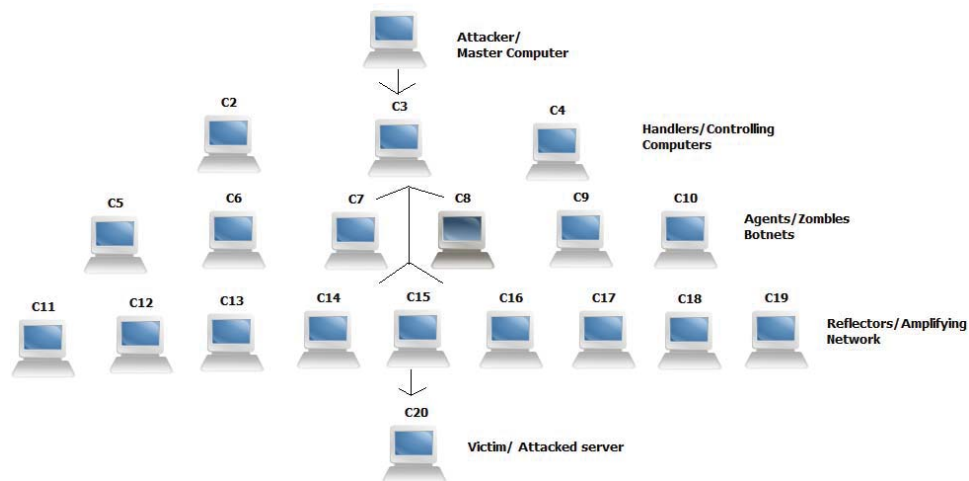 Attacker/
Master Computer
C2
C3
C4
Handlers/Controlling
Computers
C5
C6
C7
C8
C9
C10
Agents/Zombles
Botnets
C11
C12
C13
C14
C15
C16
C17
C18
C19
Reflectors/Amplifying
Network
C20
Victim/ Attacked server